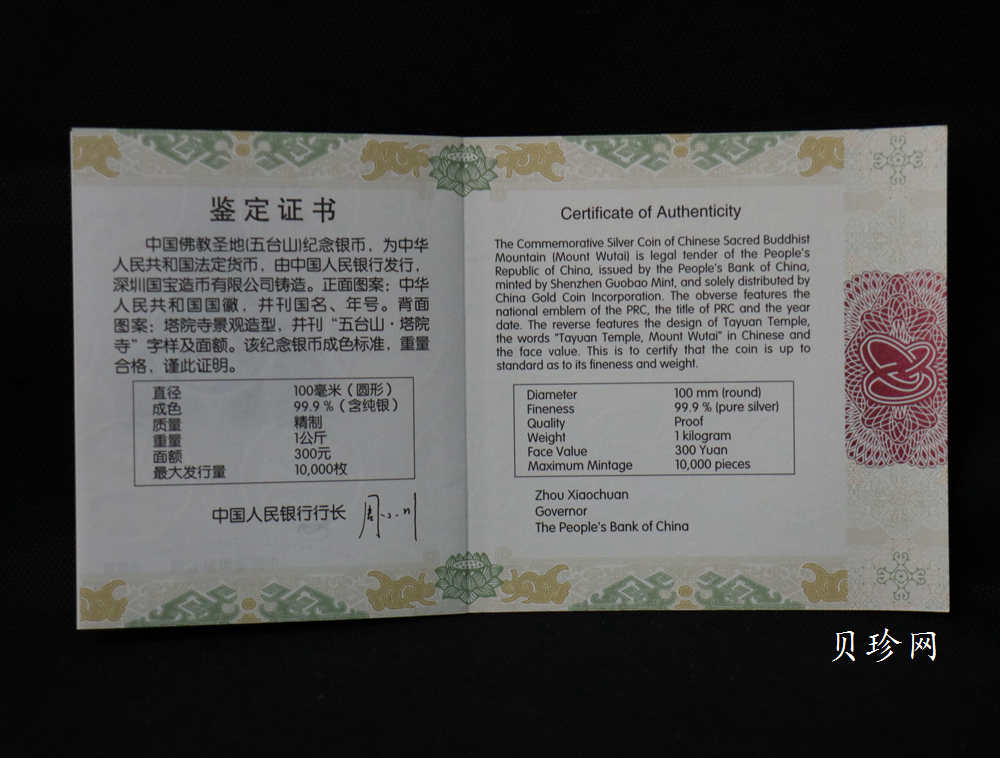 鉴定证书
中国佛教圣地(五台山)纪念银币，为中华
人民共和国法定货币，由中国人民银行发行，
深圳国宝造币有限公司铸造。正面图案：中华
人民共和国国徽，并刊国名、年号。背面
图案：塔院寺景观造型，并刊“五台山·塔院
寺”字样及面额。该纪念银币成色标准，重量
合格，谨此证明。
直径 100毫米（圆形）
成色 99.9％（含纯银）
质量 精制
重量 1公斤
面额 300元
最大发行量 10,000枚
中国人民银行行长 周小川
Certificate of Authenticity
The Commemorative Silver Coin of Chinese Sacred Buddhist
Mountain (Mount Wutai) is legal tender of the People's
Republic of China, issued by the People's Bank of China,
minted by Shenzhen Guobao Mint, and solely distributed by
China Gold Coin Incorporation. The obverse features the
national emblem of the PRC, the title of PRC and the year
date. The reverse features the design of Tayuan Temple,
the words "Tayuan Temple, Mount Wutai" in Chinese and
the face value. This is to certify that the coin is up to
standard as to its fineness and weight.
Diameter 100 mm (round)
Fineness 99.9 % (pure silver)
Quality Proof
Weight 1 kilogram
Face Value 300 Yuan
Maximum Mintage 10,000 pieces
Zhou Xiaochuan
Governor
The People's Bank of China
贝珍网